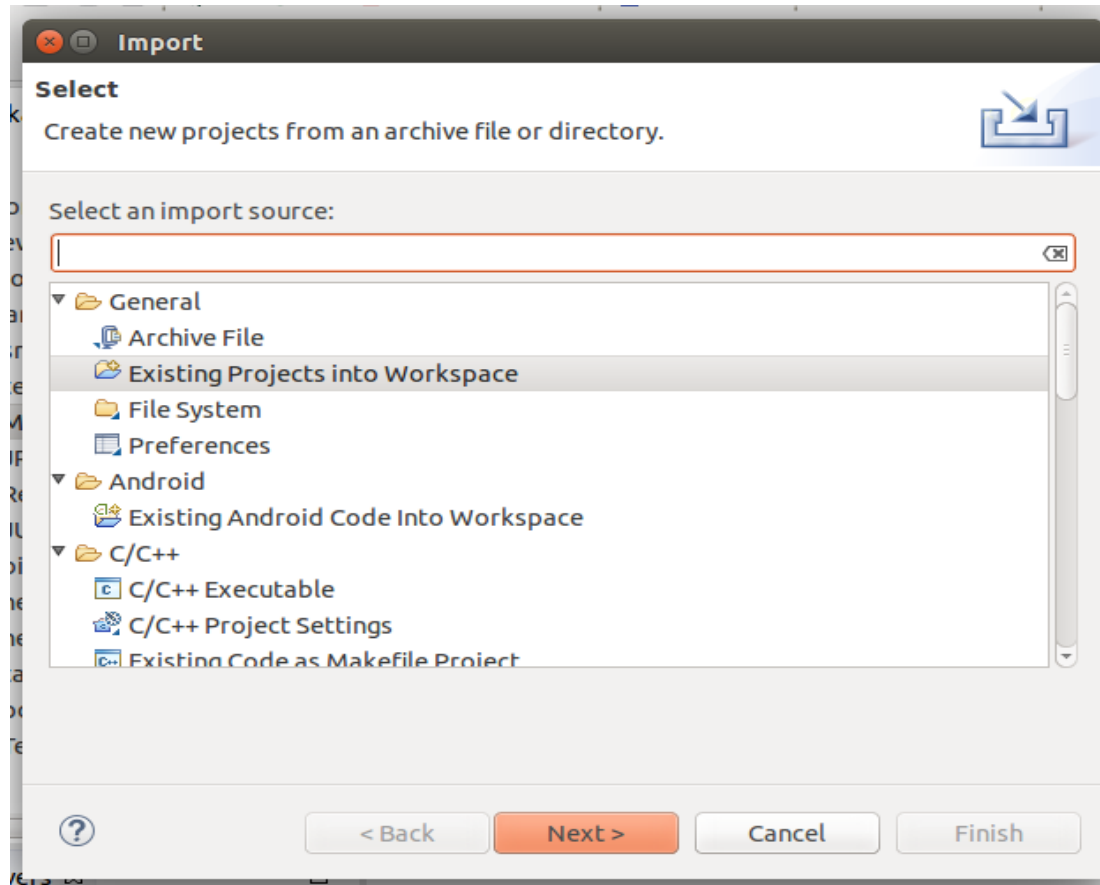 Import
Select
Create new projects from an archive file or directory.
Select an import source:
General
Archive File
Existing Projects into Workspace
File System
Preferences
Android
Existing Android Code Into Workspace
C/C++
C/C++ Executable
C/C++ Project Settings
Existing Code as Makefile Project
< Back
Next >
Cancel
Finish